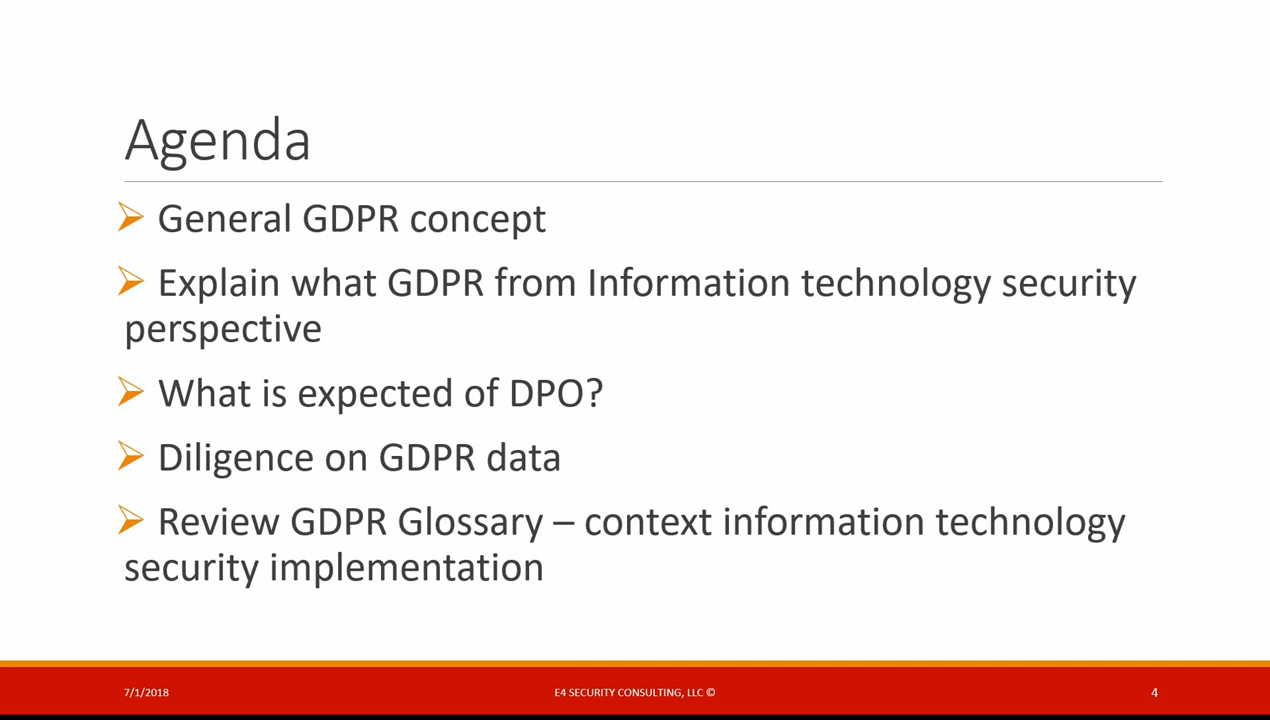 Agenda
General GDPR concept
Explain what GDPR from Information technology security
perspective
What is expected of DPO?
Diligence on GDPR data
Review GDPR Glossary – context information technology
security implementation
7/1/2018
E4 SECURITY CONSULTING, LLC ©
4